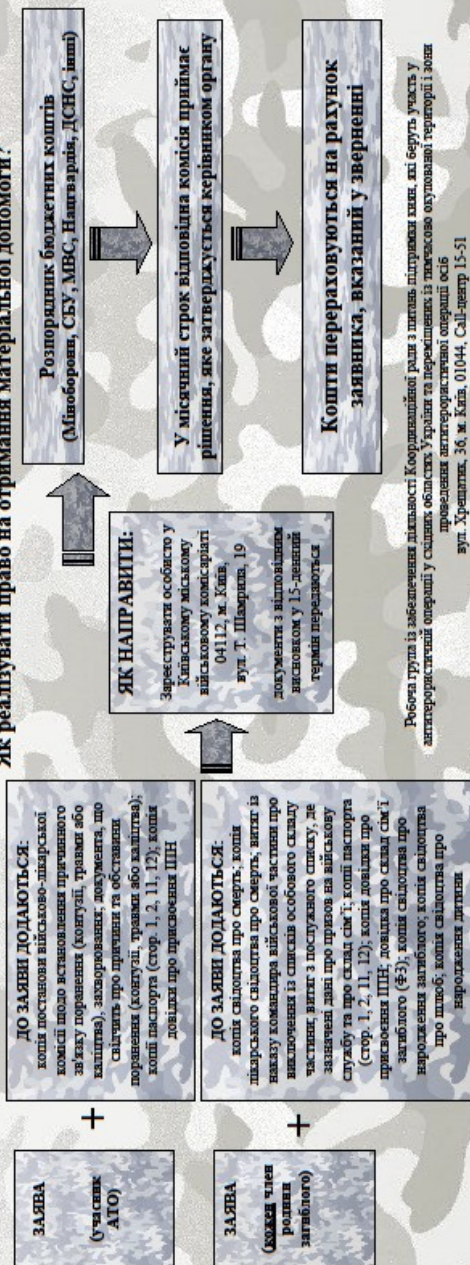 Як реалізувати право на отримання матеріальної допомоги?
ЗАЯВА
(учасник
АТО)
+
ДО ЗАЯВИ ДОДАЮТЬСЯ:
копія постанови військово-лікарської
комісії щодо встановлення причинного
зв'язку поранення (контузії, травми або
каліцтва), захворювання; документа, що
свідчить про причини та обставини
поранення (контузії, травми або каліцтва);
копії паспорта (стор. 1, 2, 11, 12); копія
довідки про присвоєння ІПН
ЗАЯВА
(кожен член
родини
загиблого)
+
ДО ЗАЯВИ ДОДАЮТЬСЯ:
копія свідоцтва про смерть; копія
лікарського свідоцтва про смерть, витяг із
наказу командира військової частини про
виключення із списків особового складу
частини, витяг з послужного списку, де
зазначені дані про призов на військову
службу та про склад сім'ї; копії паспорта
(стор. 1, 2, 11, 12); копія довідки про
присвоєння ІПН; довідка про склад сім'ї
загиблого (Ф3); копія свідоцтва про
народження загиблого; копія свідоцтва
про шлюб; копія свідоцтва про
народження дитини
ЯК НАПРАВИТИ:
Зареєструвати особисто у
Київському міському
військовому комісаріаті
04112, м. Київ,
вул. Т. Шамрила, 19
документи з відповідним
висновком у 15-денний
термін передаються
Розпорядник бюджетних коштів
(Міноборони, СБУ, МВС, Нацгвардія, ДСНС, інші)
У місячний строк відповідна комісія приймає
рішення, яке затверджується керівником органу
Кошти перераховуються на рахунок
заявника, вказаний у зверненні
Робоча група із забезпечення діяльності Координаційної ради з питань підтримки киян, які беруть участь у
антитерористичній операції у східних областях України та переміщених із тимчасово окупованої території і зони
проведення антитерористичної операції осіб
вул. Хрещатик, 36 м. Київ, 01044, Call-центр 15-51